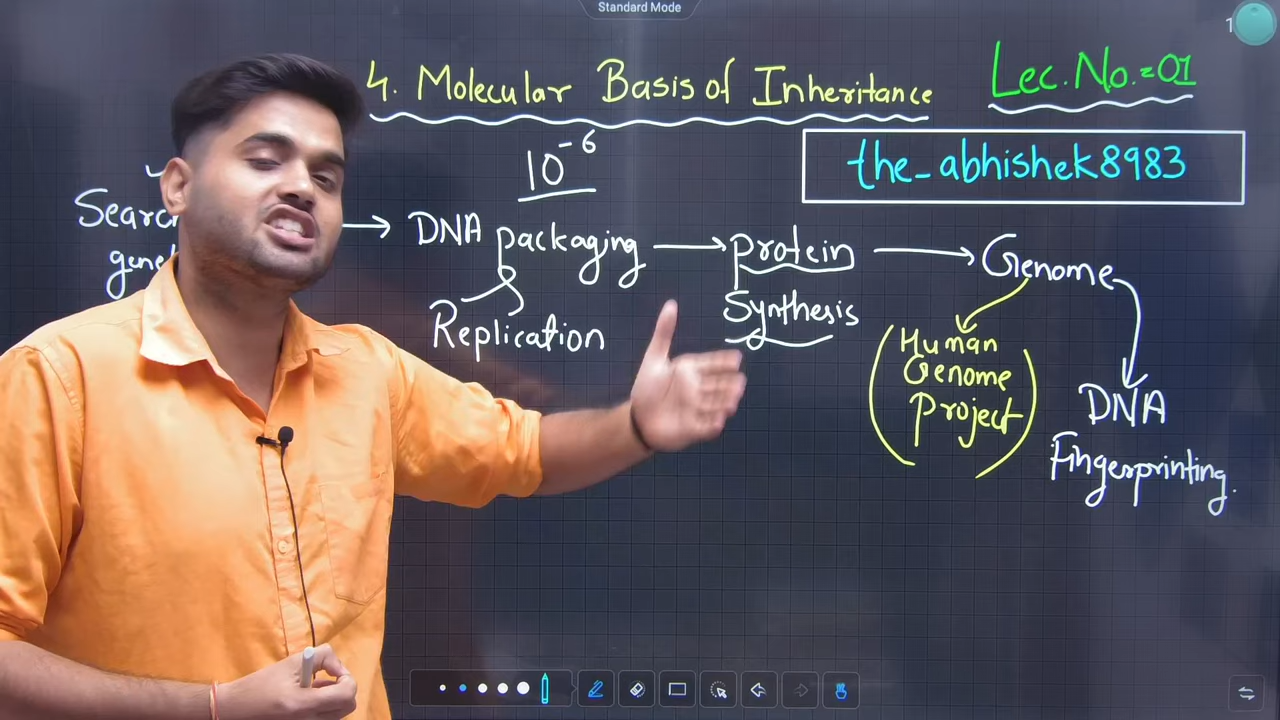 Standard Mode
1
4. Molecular Basis of Inheritance
Lec. No. = 01
10⁻⁶
the_abhishek8983
DNA packaging
Replication
protein
Synthesis
Genome
Human
Genome
project
DNA
Fingerprinting.